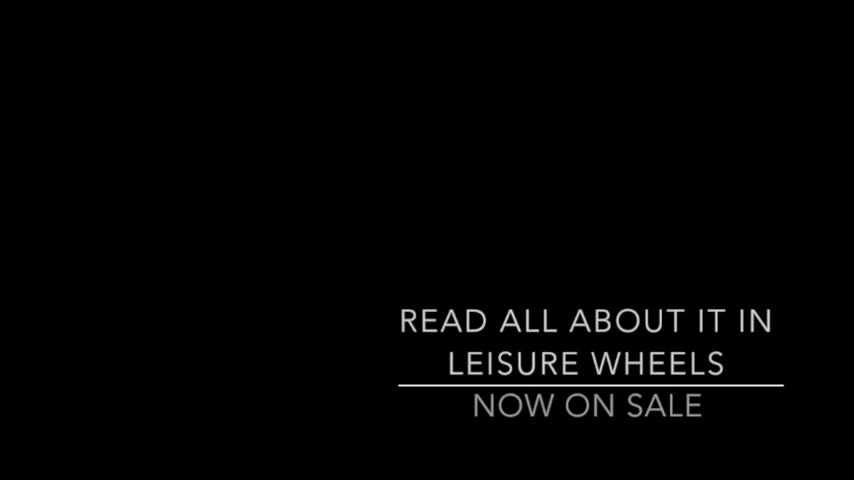 READ ALL ABOUT IT IN
LEISURE WHEELS
NOW ON SALE